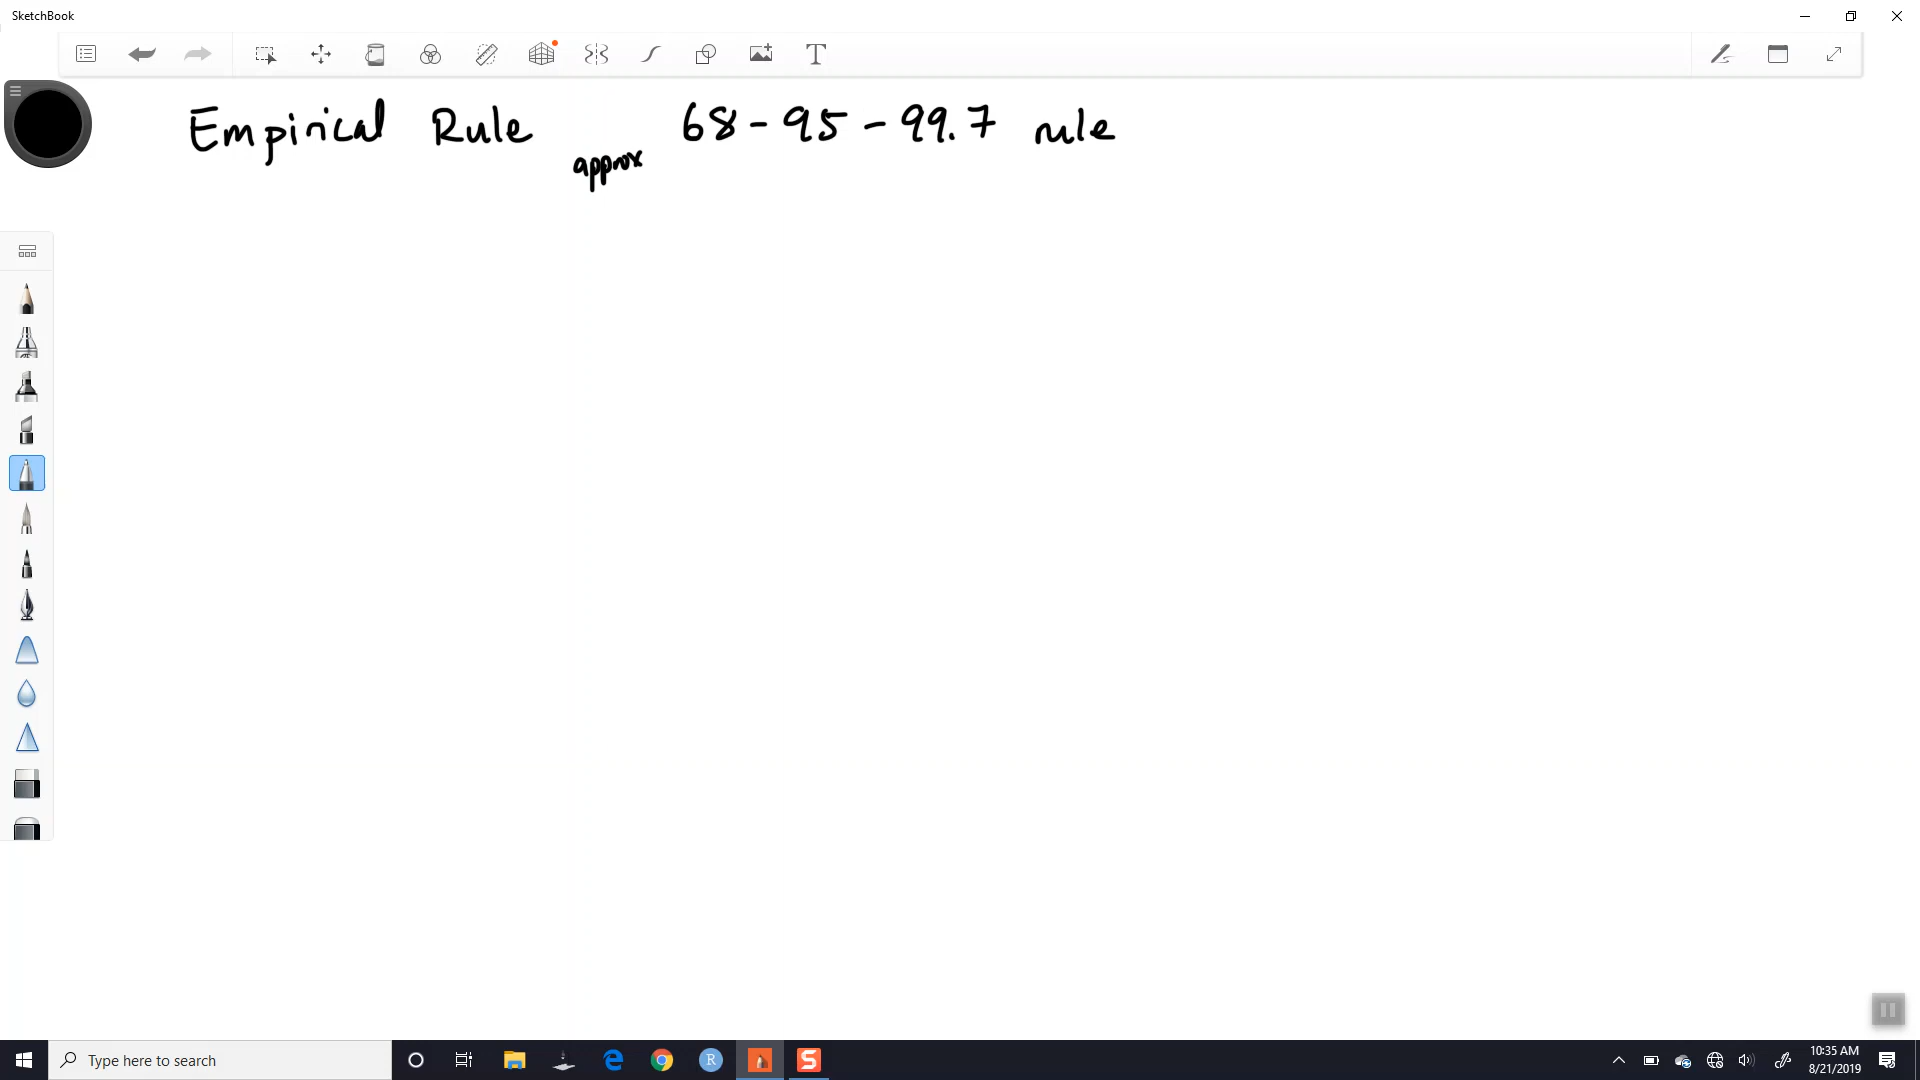 SketchBook
Empirical Rule 68 - 95 - 99.7 rule
approx
Type here to search
10:35 AM
8/21/2019